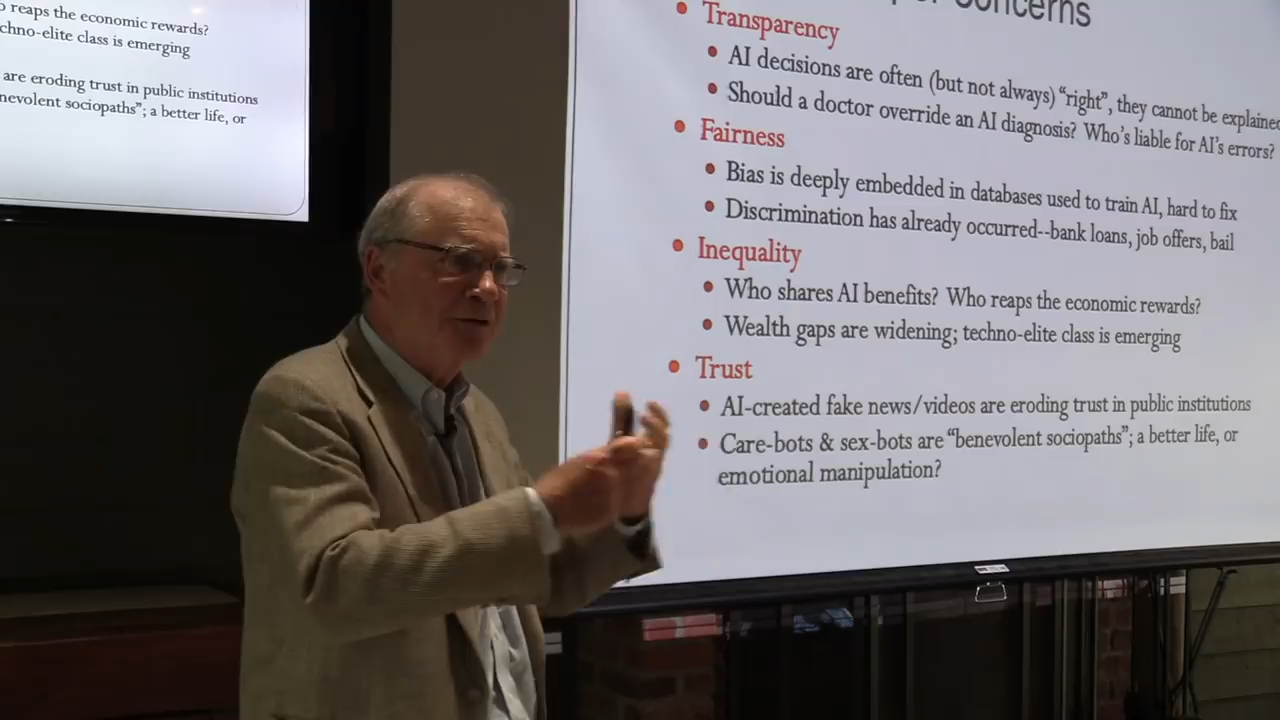 reaps the economic rewards?
chno-elite class is emerging
are eroding trust in public institutions
nevolent sociopaths”; a better life, or
Concerns
• Transparency
• AI decisions are often (but not always) “right”, they cannot be explained
• Should a doctor override an AI diagnosis? Who’s liable for AI’s errors?
• Fairness
• Bias is deeply embedded in databases used to train AI, hard to fix
• Discrimination has already occurred--bank loans, job offers, bail
• Inequality
• Who shares AI benefits? Who reaps the economic rewards?
• Wealth gaps are widening; techno-elite class is emerging
• Trust
• AI-created fake news/videos are eroding trust in public institutions
• Care-bots & sex-bots are “benevolent sociopaths”; a better life, or
emotional manipulation?